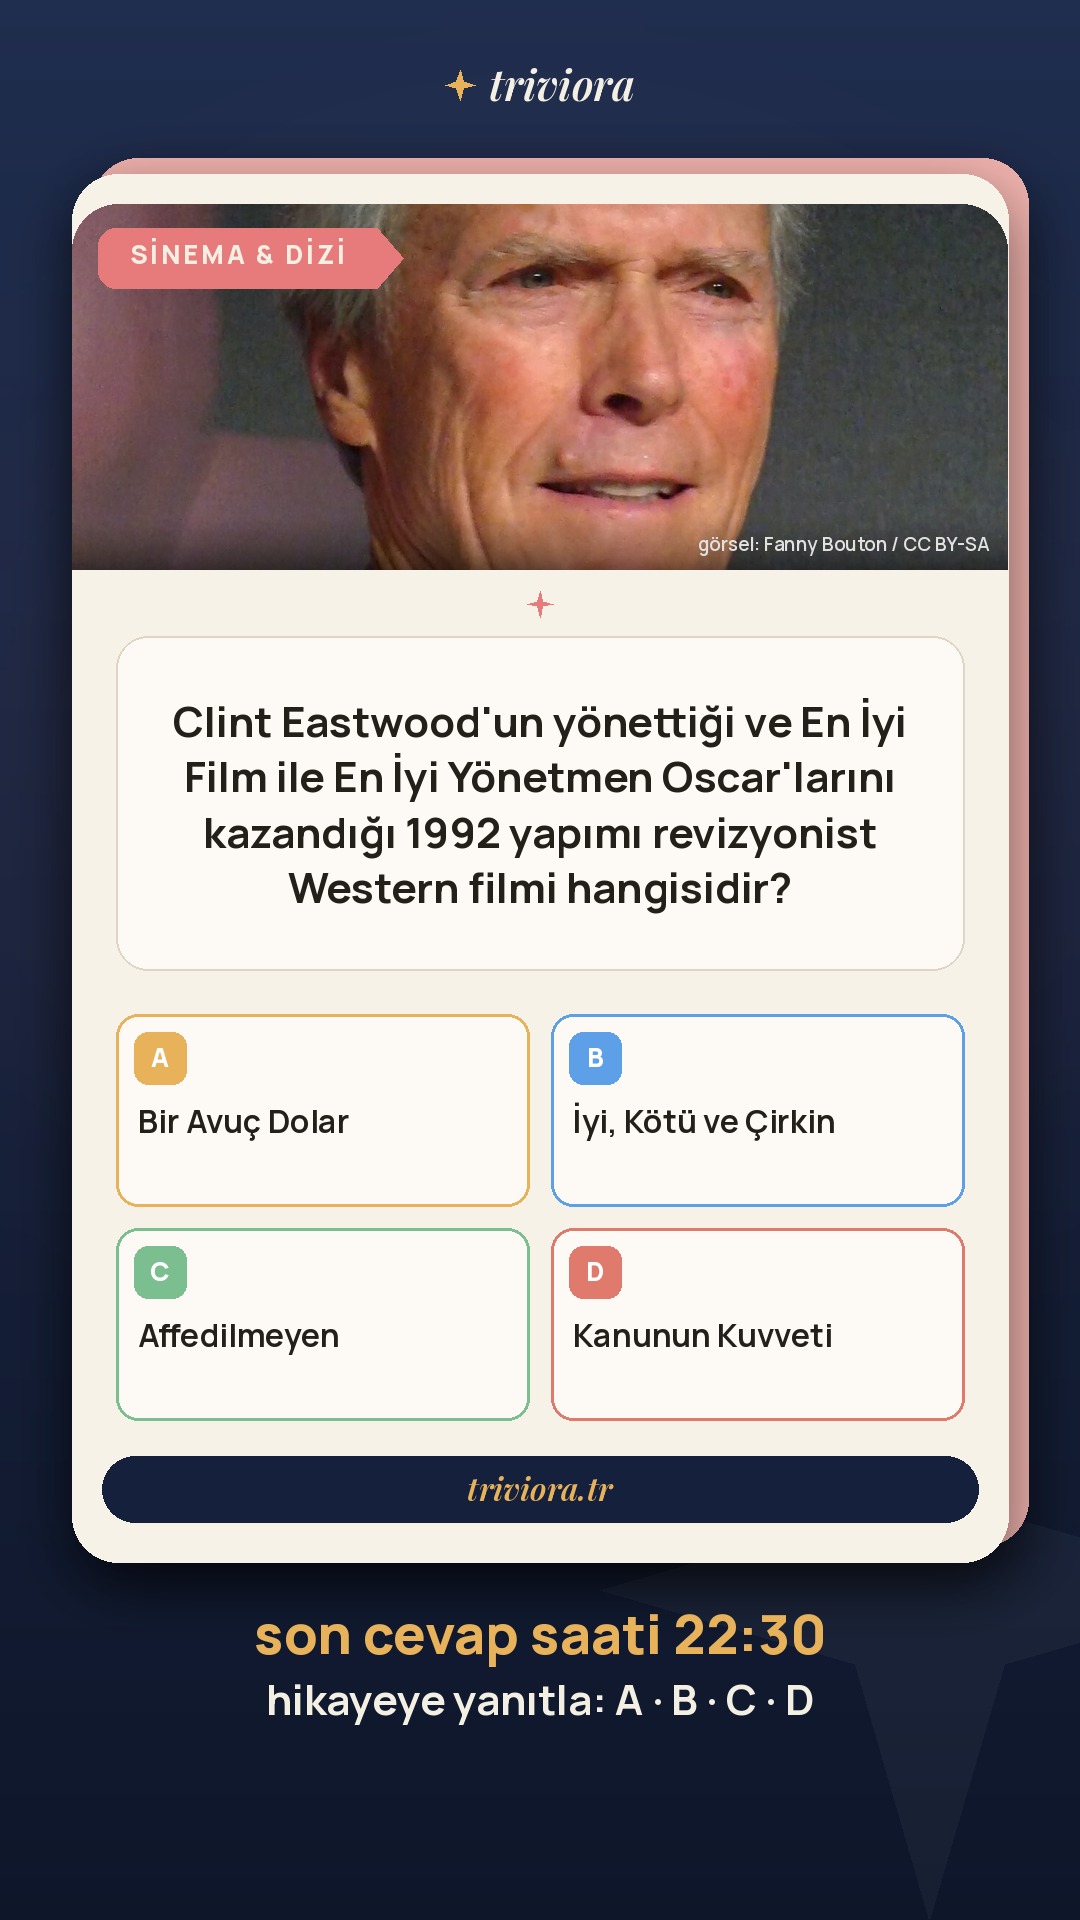 triviora
SİNEMA & DİZİ
görsel: Fanny Bouton / CC BY-SA
Clint Eastwood'un yönettiği ve En İyi
Film ile En İyi Yönetmen Oscar'larını
kazandığı 1992 yapımı revizyonist
Western filmi hangisidir?
A
Bir Avuç Dolar
B
İyi, Kötü ve Çirkin
C
Affedilmeyen
D
Kanunun Kuvveti
triviora.tr
son cevap saati 22:30
hikayeye yanıtla: A · B · C · D